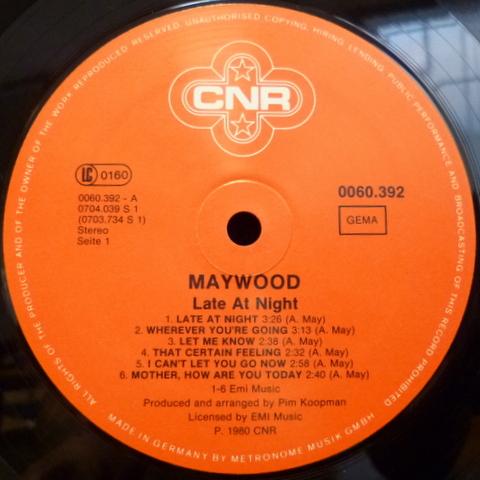 ALL RIGHTS OF THE PRODUCER AND OF THE OWNER OF THE WORK REPRODUCED RESERVED. UNAUTHORISED COPYING, HIRING, LENDING, PUBLIC PERFORMANCE AND BROADCASTING OF THIS RECORD PROHIBITED
CNR
LC 0160
0060.392 - A
0704.039 S 1
(0703.734 S 1)
Stereo
Seite 1
0060.392
GEMA
MAYWOOD
Late At Night
1. LATE AT NIGHT 3:26 (A. May)
2. WHEREVER YOU'RE GOING 3:13 (A. May)
3. LET ME KNOW 2:38 (A. May)
4. THAT CERTAIN FEELING 2:32 (A. May)
5. I CAN'T LET YOU GO NOW 2:58 (A. May)
6. MOTHER, HOW ARE YOU TODAY 2:40 (A. May)
1-6 Emi Music
Produced and arranged by Pim Koopman
Licensed by EMI Music
P. 1980 CNR
MADE IN GERMANY BY METRONOME MUSIK GMBH